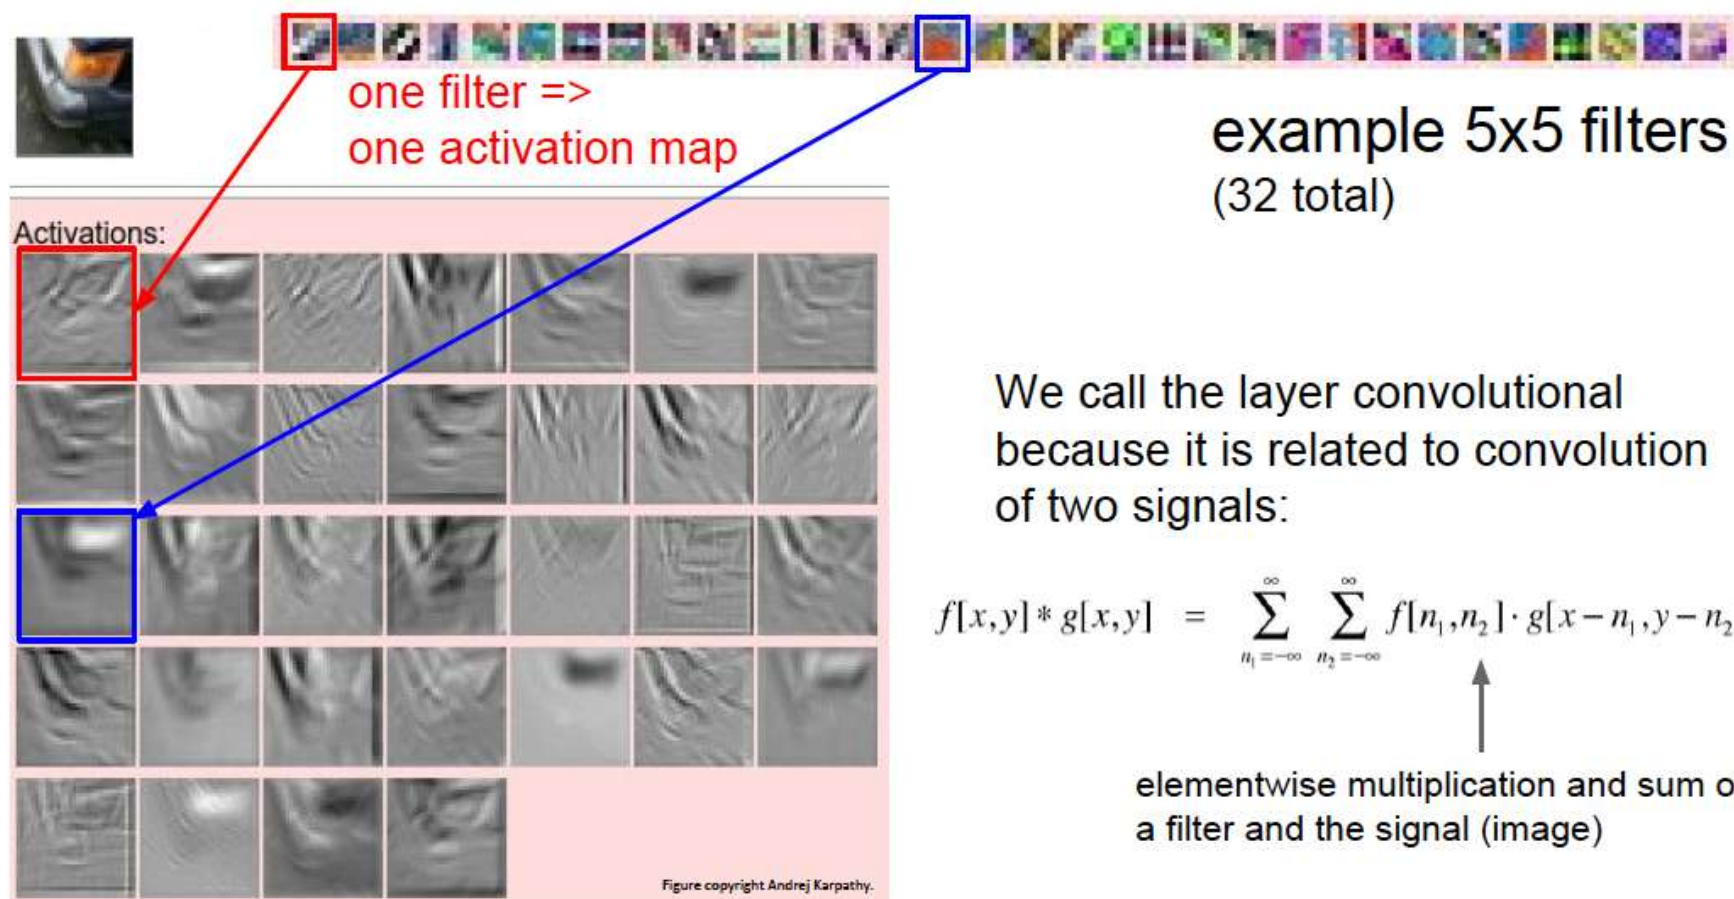 one filter =>
one activation map
example 5x5 filters
(32 total)
Activations:
We call the layer convolutional
because it is related to convolution
of two signals:
f[x,y] * g[x,y] = ∑_{n₁=-∞}^{∞} ∑_{n₂=-∞}^{∞} f[n₁,n₂] · g[x − n₁, y − n₂
elementwise multiplication and sum o
a filter and the signal (image)
Figure copyright Andrej Karpathy.